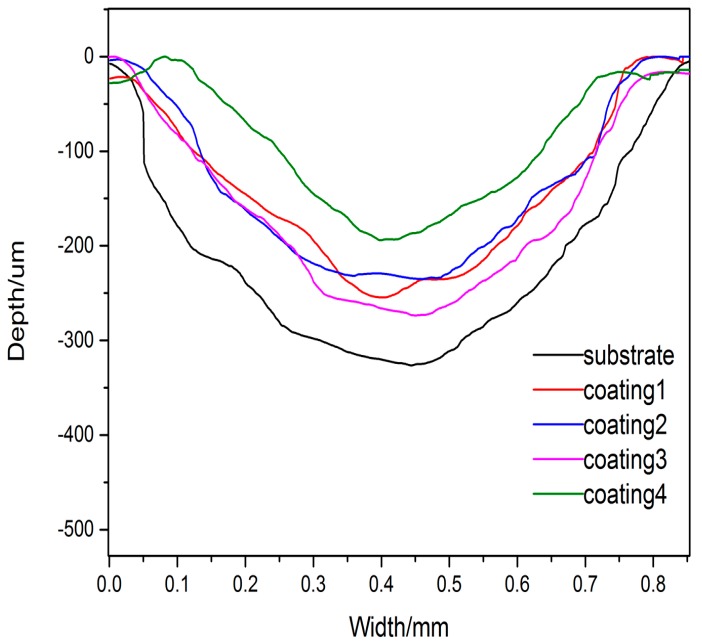 0
-100
-200
-300
-400
-500
Depth/um
substrate
coating1
coating2
coating3
coating4
0.0 0.1 0.2 0.3 0.4 0.5 0.6 0.7 0.8
Width/mm